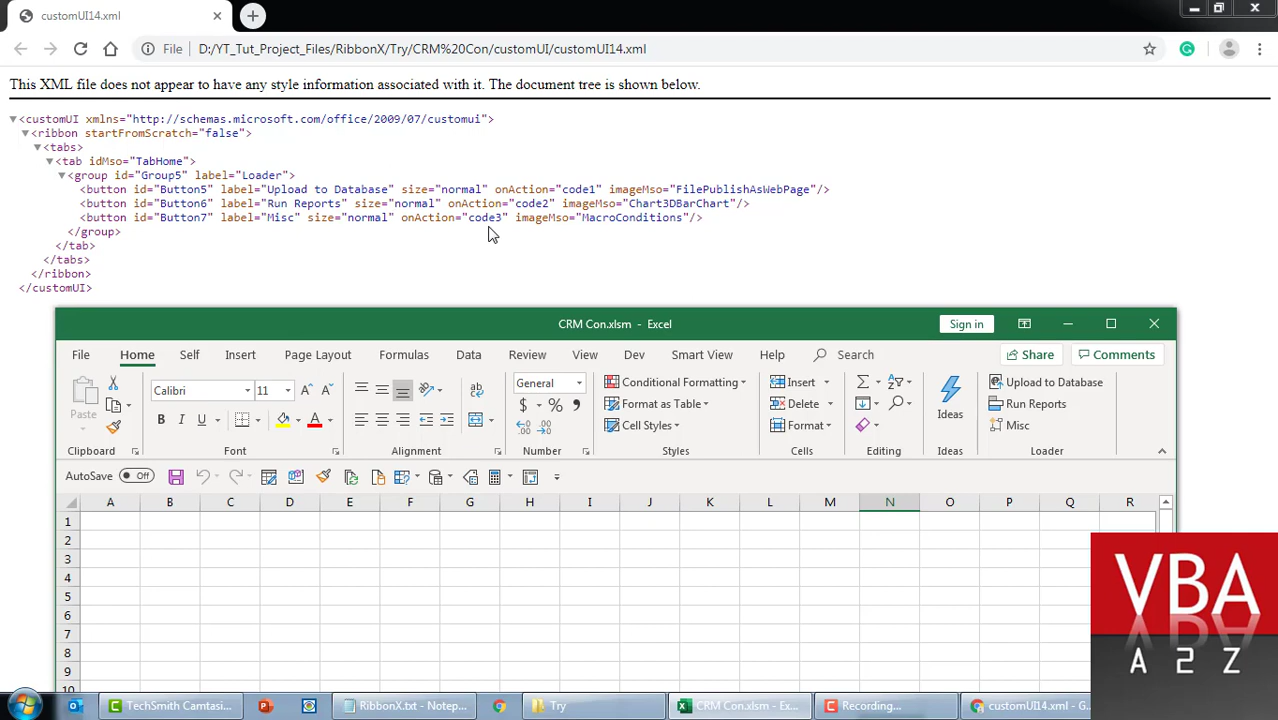 customUI14.xml
File D:/YT_Tut_Project_Files/RibbonX/Try/CRM%20Con/customUI/customUI14.xml
This XML file does not appear to have any style information associated with it. The document tree is shown below.
<customUI xmlns="http://schemas.microsoft.com/office/2009/07/customui">
<ribbon startFromScratch="false">
<tabs>
<tab idMso="TabHome">
<group id="Group5" label="Loader">
<button id="Button5" label="Upload to Database" size="normal" onAction="code1" imageMso="FilePublishAsWebPage"/>
<button id="Button6" label="Run Reports" size="normal" onAction="code2" imageMso="Chart3DBarChart"/>
<button id="Button7" label="Misc" size="normal" onAction="code3" imageMso="MacroConditions"/>
</group>
</tab>
</tabs>
</ribbon>
</customUI>
CRM Con.xlsm - Excel Sign in
File Home Self Insert Page Layout Formulas Data Review View Dev Smart View Help Search Share Comments
Paste Calibri 11 B I U A General $ % Conditional Formatting Format as Table Cell Styles Insert Delete Format Ideas Upload to Database Run Reports Misc
Clipboard Font Alignment Number Styles Cells Editing Ideas Loader
AutoSave Off
A B C D E F G H I J K L M N O P Q R
1
2
3
4
5
6
7
8
9
10
VBA
A 2 Z
TechSmith Camtasi... RibbonX.txt - Notep... Try CRM Con.xlsm - Exc... Recording... customUI14.xml - G...